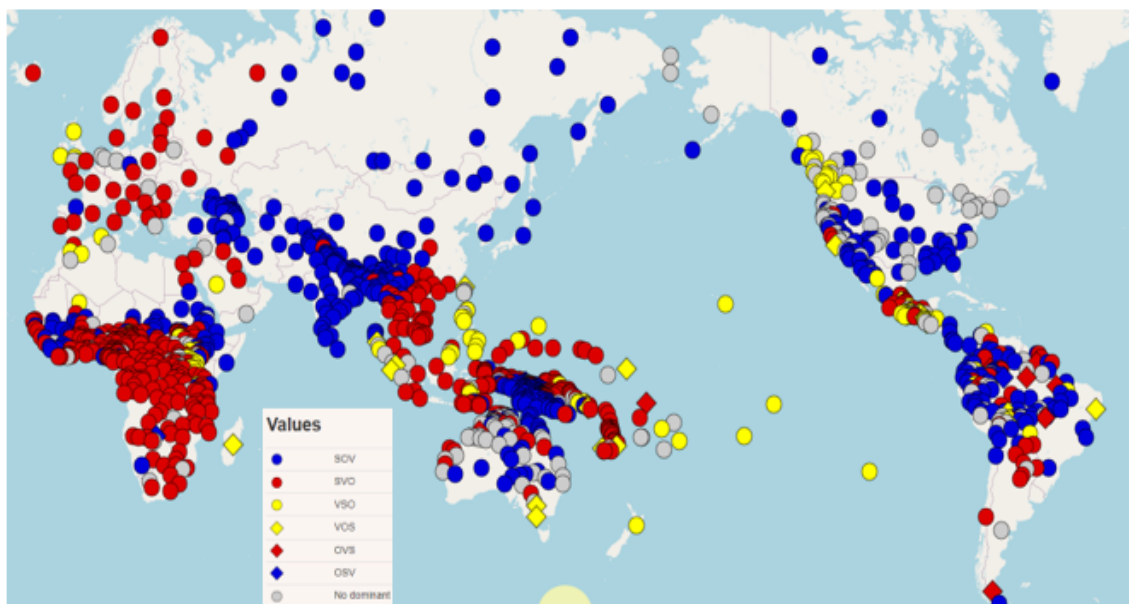 Values
SOV
SVO
VSO
VOS
OVS
OSV
No dominant